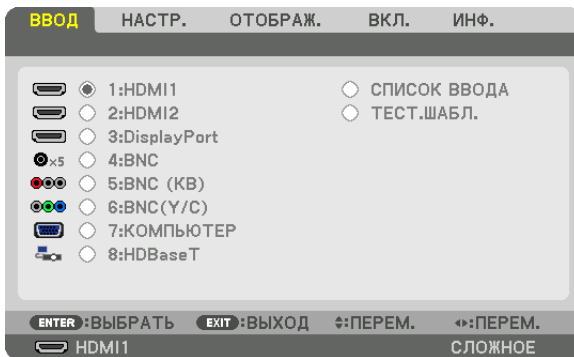 ВВОД НАСТР. ОТОБРАЖ. ВКЛ. ИНФ.
1:HDMI1
2:HDMI2
3:DisplayPort
×5 4:BNC
5:BNC (КВ)
6:BNC(Y/C)
7:КОМПЬЮТЕР
8:HDBaseT
СПИСОК ВВОДА
ТЕСТ.ШАБЛ.
ENTER:ВЫБРАТЬ EXIT:ВЫХОД :ПЕРЕМ. :ПЕРЕМ.
HDMI1 СЛОЖНОЕ